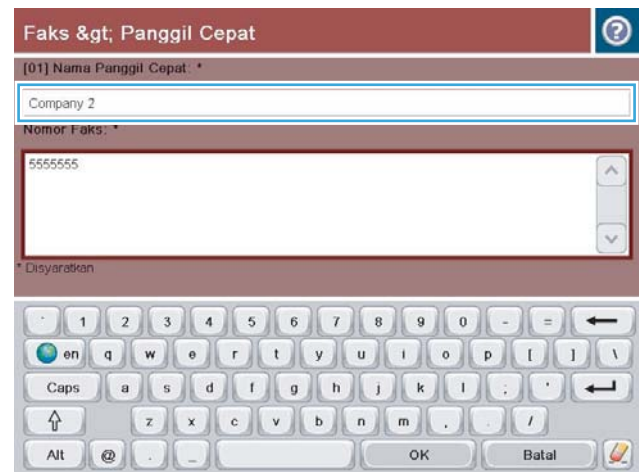 Faks &gt; Panggil Cepat
?
[01] Nama Panggil Cepat: *
Company 2
Nomor Faks: *
5555555
* Disyaratkan
` 1 2 3 4 5 6 7 8 9 0 - =
en q w e r t y u i o p [ ] \
Caps a s d f g h j k l ; '
z x c v b n m , . /
Alt @ . _ OK Batal